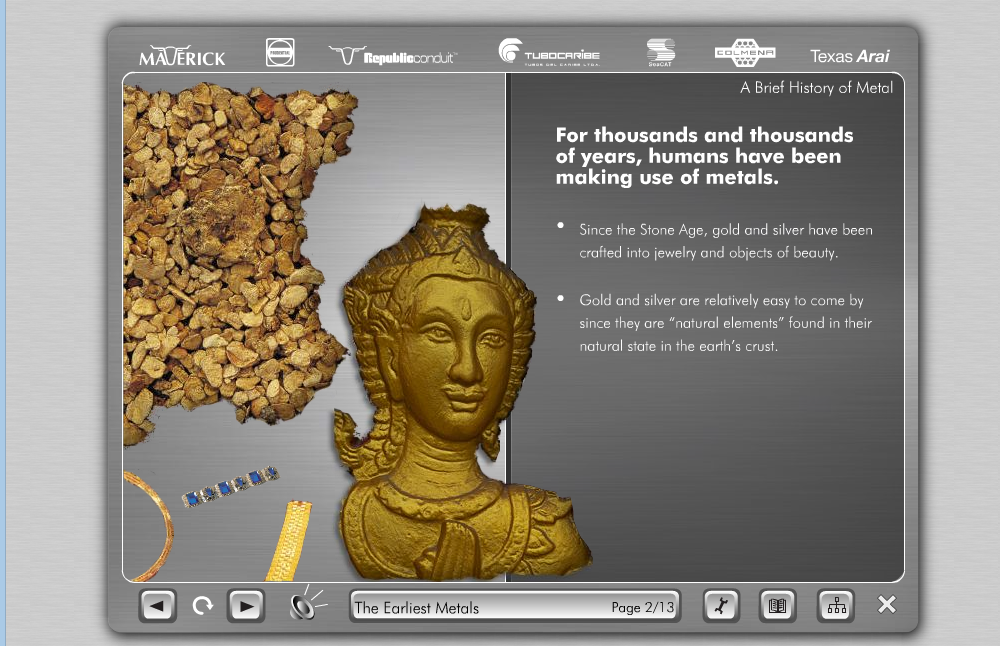 MAVERICK
PRUDENTIAL
Republicconduit™
TUBOCARIBE
TUBOS DEL CARIBE LTDA.
SeaCAT
COLMENA
Texas Arai
A Brief History of Metal
For thousands and thousands
of years, humans have been
making use of metals.
• Since the Stone Age, gold and silver have been
crafted into jewelry and objects of beauty.
• Gold and silver are relatively easy to come by
since they are “natural elements” found in their
natural state in the earth’s crust.
The Earliest Metals
Page 2/13